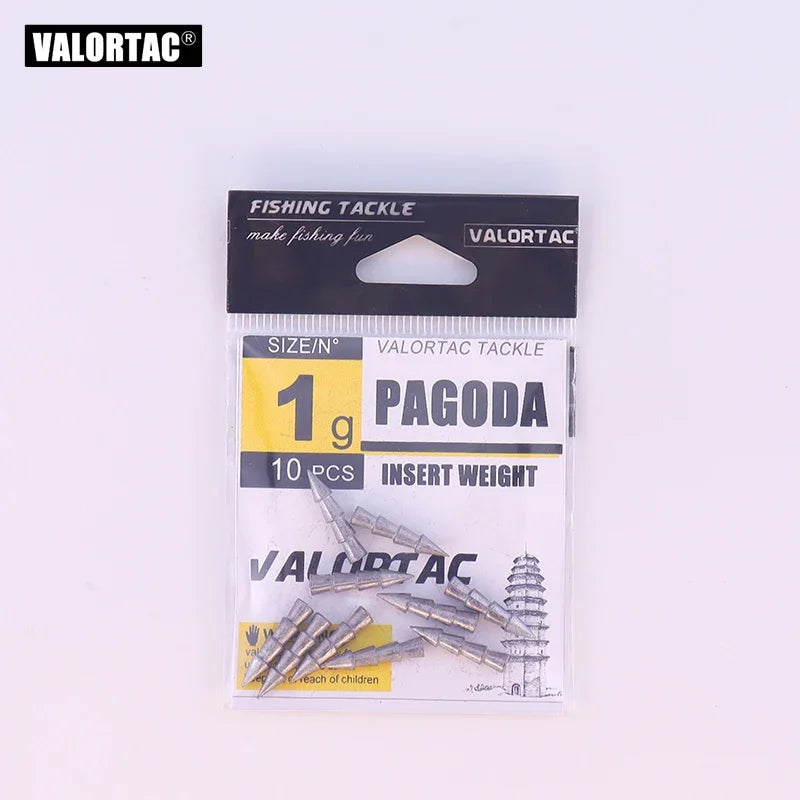 VALORTAC®
FISHING TACKLE
make fishing fun
VALORTAC
SIZE/N°
VALORTAC TACKLE
1g
PAGODA
10 PCS
INSERT WEIGHT
VALORTAC
of reach of children